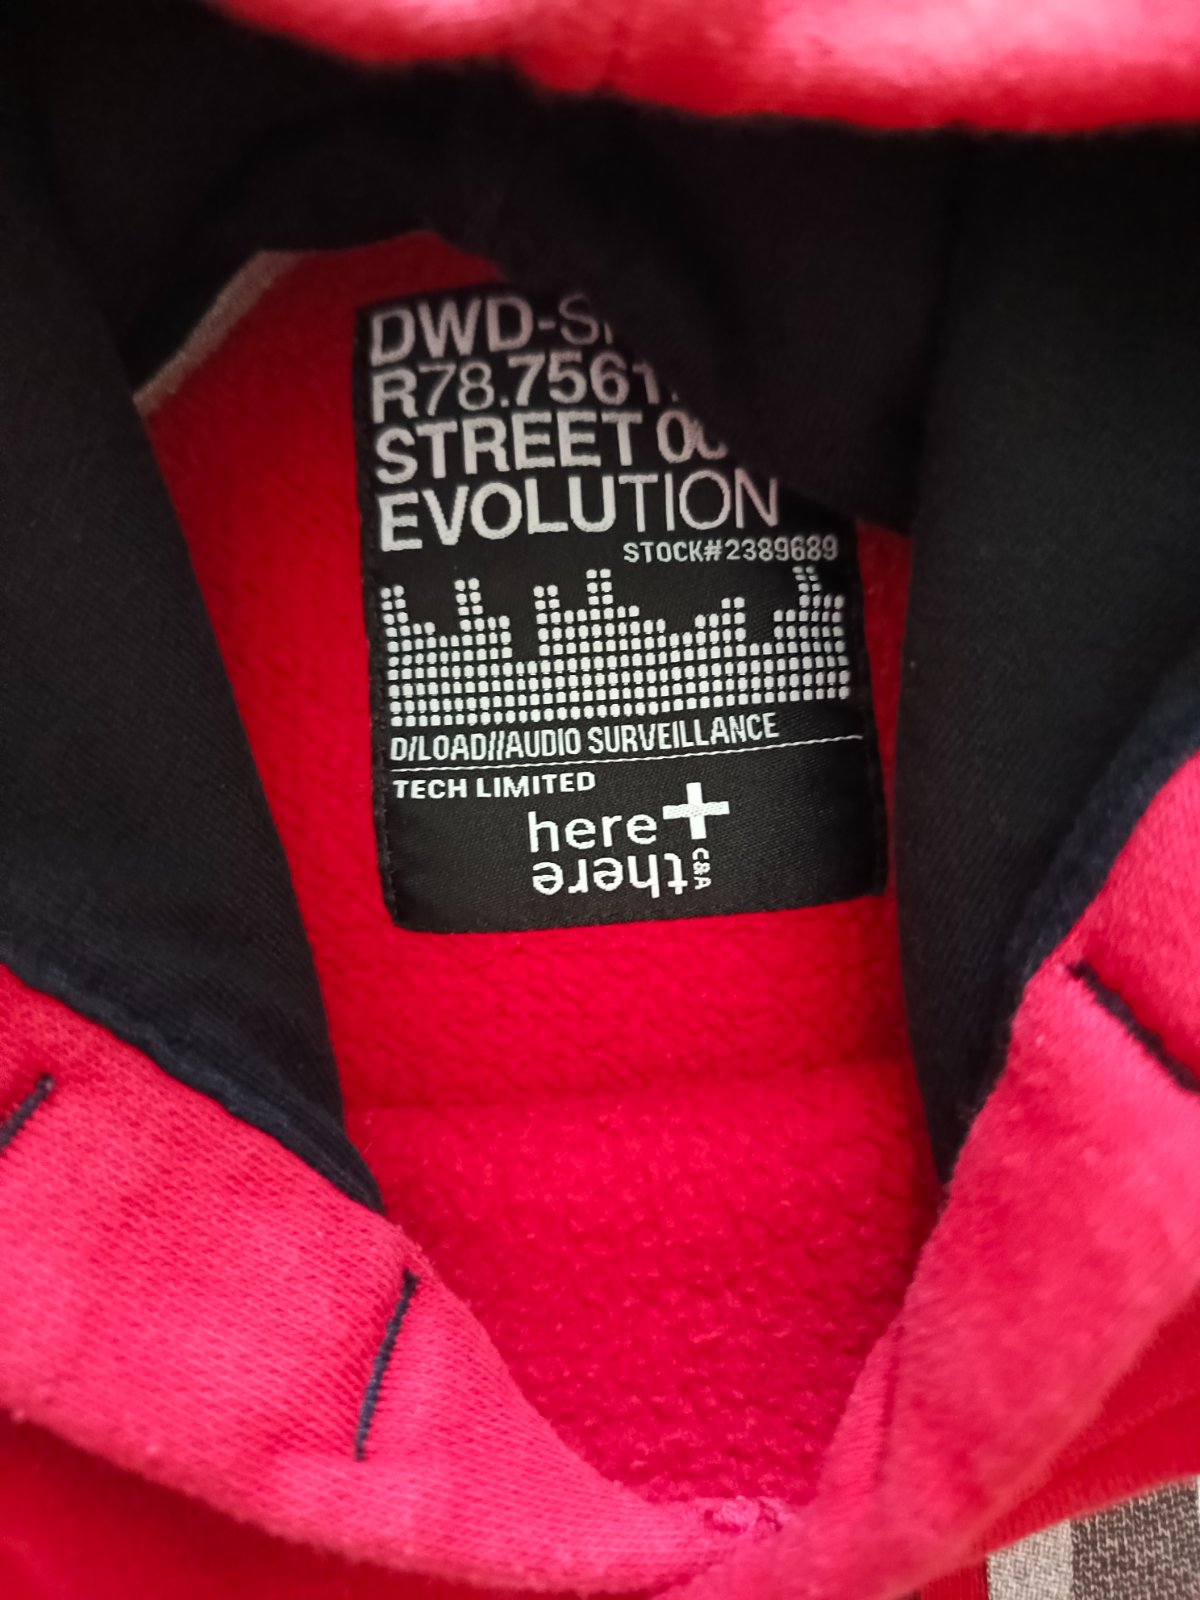 DWD-S
R78.7561
STREET 0
EVOLUTION
STOCK#2389689
D/LOAD//AUDIO SURVEILLANCE
TECH LIMITED
here+
there
C&A